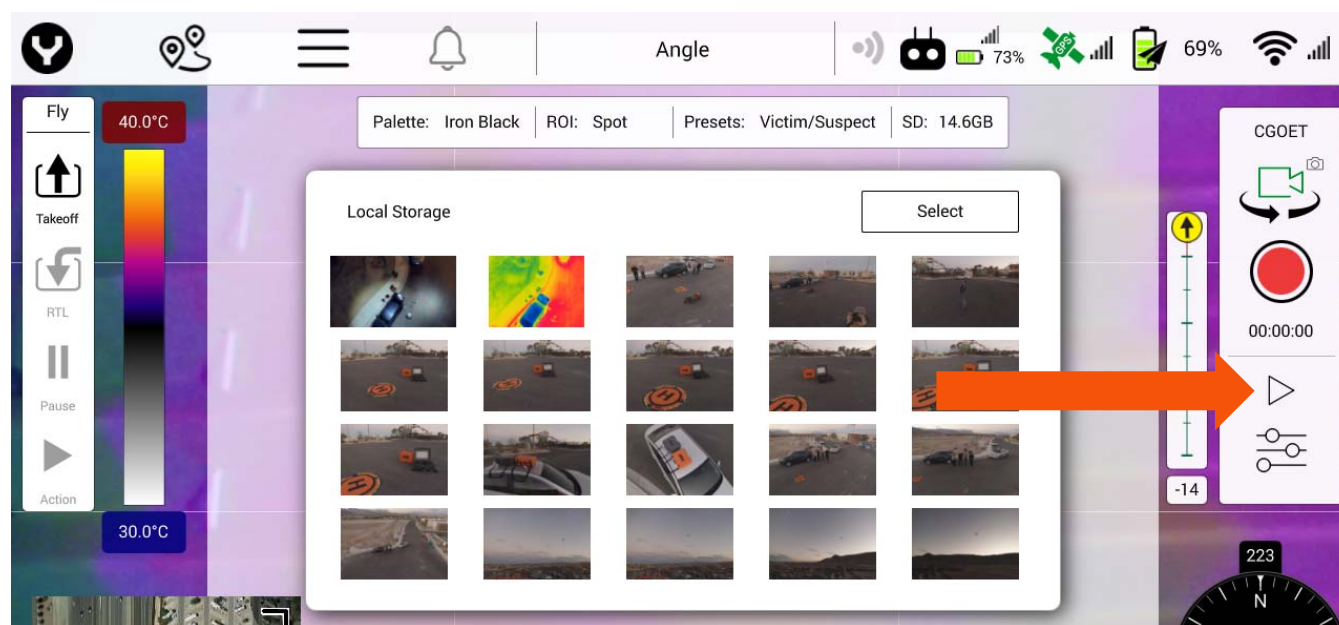 Angle
73%
GPS
69%
Fly
40.0°C
Palette: Iron Black
ROI: Spot
Presets: Victim/Suspect
SD: 14.6GB
CGOET
Takeoff
Local Storage
Select
RTL
00:00:00
Pause
Action
-14
30.0°C
223
N
H
H
H
H
H
H